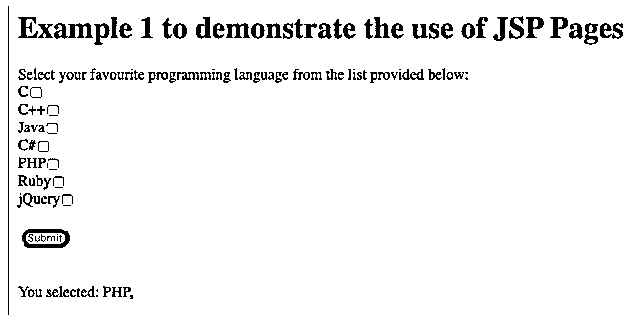 Example 1 to demonstrate the use of JSP Pages
Select your favourite programming language from the list provided below:
C
C++
Java
C#
PHP
Ruby
jQuery
Submit
You selected: PHP,